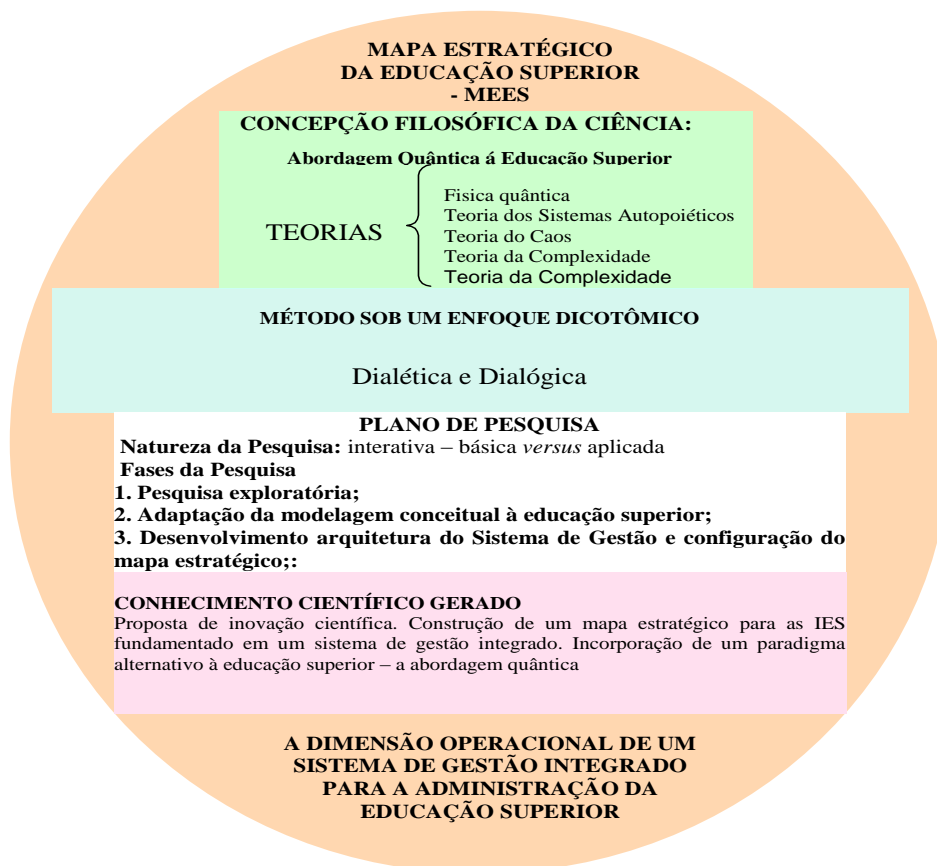 MAPA ESTRATÉGICO
DA EDUCAÇÃO SUPERIOR
- MEES
CONCEPÇÃO FILOSÓFICA DA CIÊNCIA:
Abordagem Quântica á Educação Superior
TEORIAS
Fisica quântica
Teoria dos Sistemas Autopoiéticos
Teoria do Caos
Teoria da Complexidade
Teoria da Complexidade
MÉTODO SOB UM ENFOQUE DICOTÔMICO
Dialética e Dialógica
PLANO DE PESQUISA
Natureza da Pesquisa: interativa – básica versus aplicada
Fases da Pesquisa
1. Pesquisa exploratória;
2. Adaptação da modelagem conceitual à educação superior;
3. Desenvolvimento arquitetura do Sistema de Gestão e configuração do
mapa estratégico;:
CONHECIMENTO CIENTÍFICO GERADO
Proposta de inovação científica. Construção de um mapa estratégico para as IES
fundamentado em um sistema de gestão integrado. Incorporação de um paradigma
alternativo à educação superior – a abordagem quântica
A DIMENSÃO OPERACIONAL DE UM
SISTEMA DE GESTÃO INTEGRADO
PARA A ADMINISTRAÇÃO DA
EDUCAÇÃO SUPERIOR